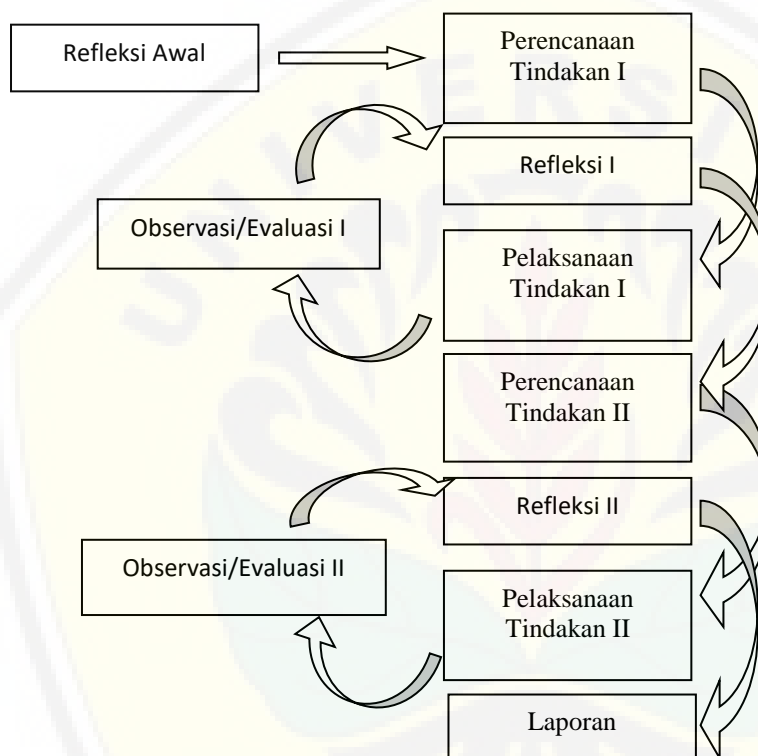 Refleksi Awal
Perencanaan
Tindakan I
Refleksi I
Observasi/Evaluasi I
Pelaksanaan
Tindakan I
Perencanaan
Tindakan II
Refleksi II
Observasi/Evaluasi II
Pelaksanaan
Tindakan II
Laporan
UNIVERSI